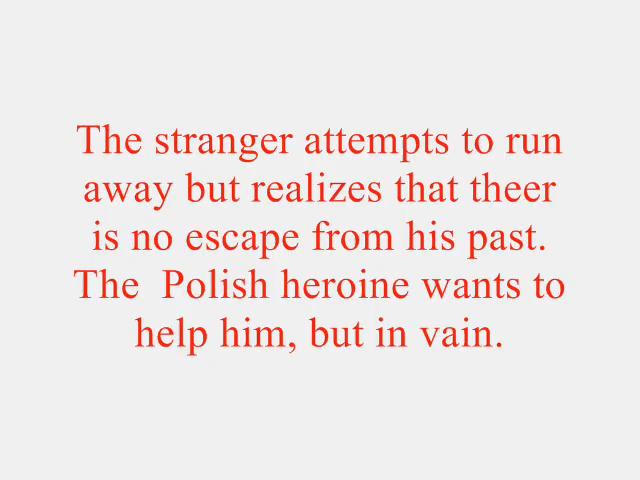 The stranger attempts to run
away but realizes that theer
is no escape from his past.
The  Polish heroine wants to
help him, but in vain.